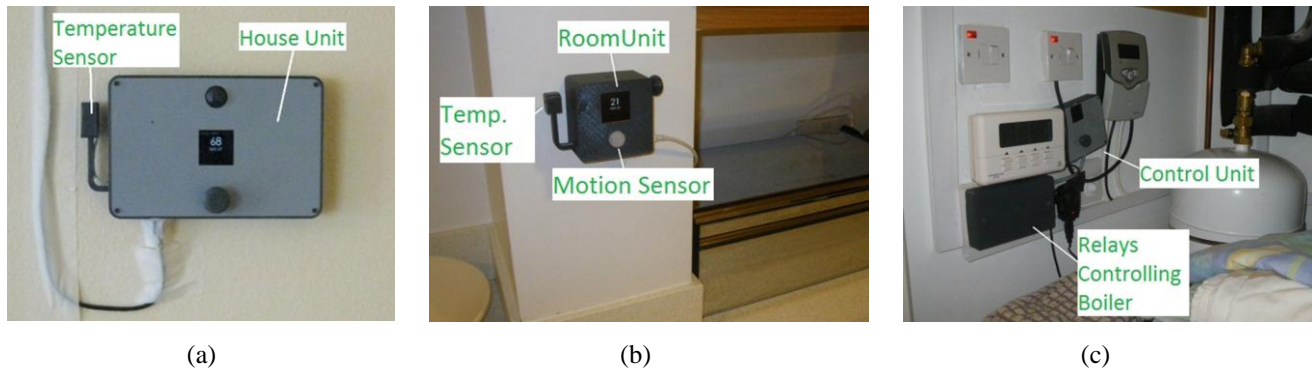 Temperature
Sensor
House Unit
68
RoomUnit
21
Temp.
Sensor
Motion Sensor
Control Unit
Relays
Controlling
Boiler
(a)
(b)
(c)